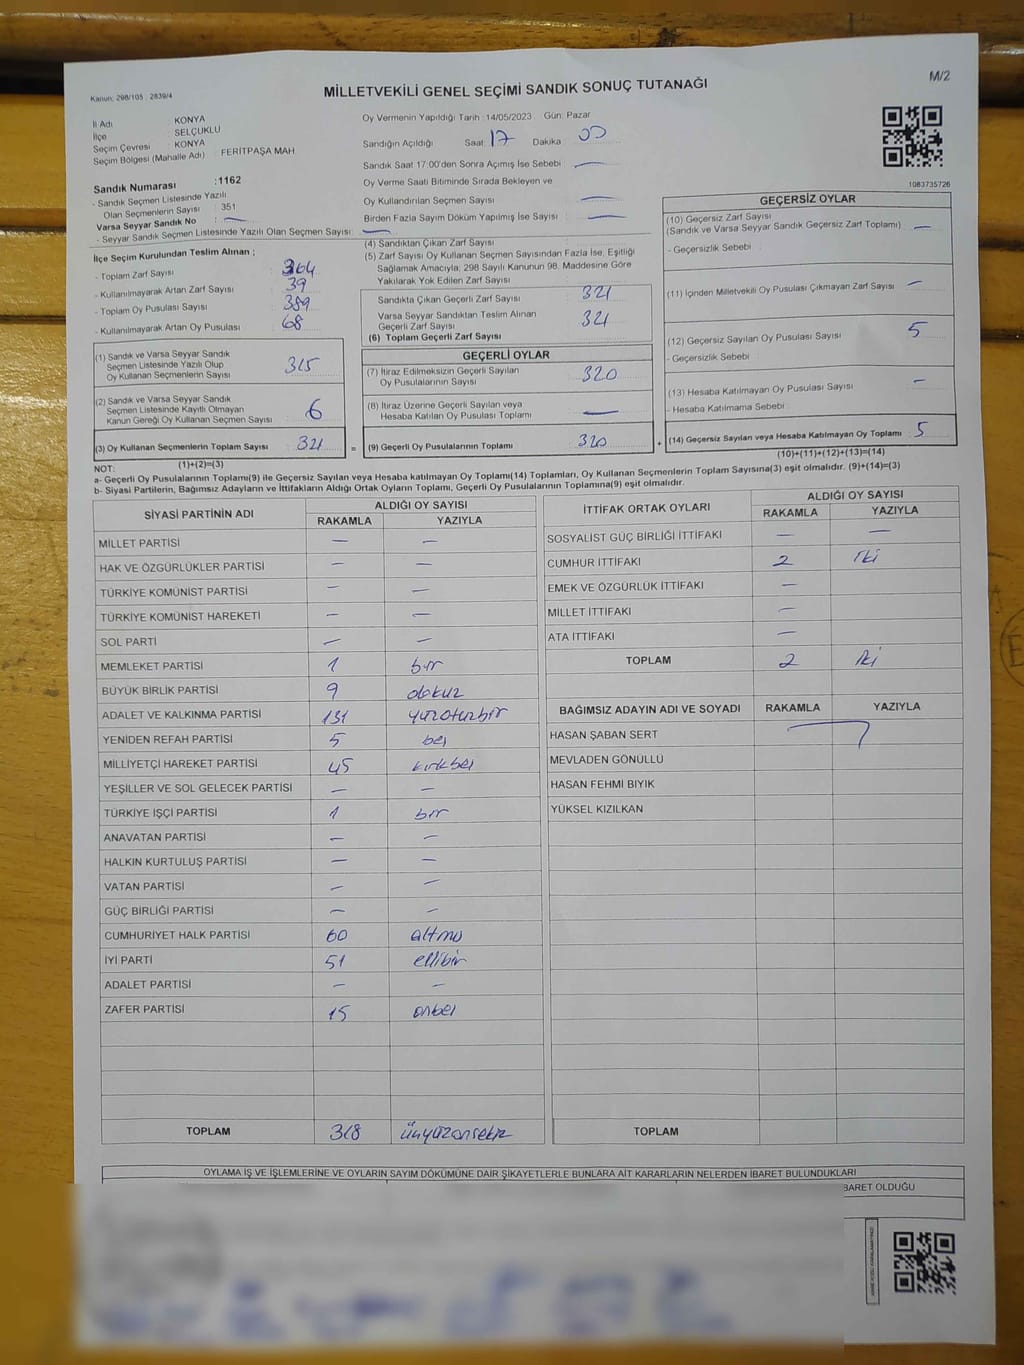 M/2
Kanun: 298/105 : 2839/4
MİLLETVEKİLİ GENEL SEÇİMİ SANDIK SONUÇ TUTANAĞI
İl Adı : KONYA
İlçe : SELÇUKLU
Seçim Çevresi : KONYA
Seçim Bölgesi (Mahalle Adı) : FERİTPAŞA MAH
Sandık Numarası :1162
- Sandık Seçmen Listesinde Yazılı
Olan Seçmenlerin Sayısı : 351
Varsa Seyyar Sandık No : —
- Seyyar Sandık Seçmen Listesinde Yazılı Olan Seçmen Sayısı: —
Oy Vermenin Yapıldığı Tarih :14/05/2023 Gün: Pazar
Sandığın Açıldığı Saat: 17 Dakika 00
Sandık Saat 17:00'den Sonra Açımış İse Sebebi : —
Oy Verme Saati Bitiminde Sırada Bekleyen ve
Oy Kullandırılan Seçmen Sayısı : —
Birden Fazla Sayım Döküm Yapılmış İse Sayısı : —
1083735726
İlçe Seçim Kurulundan Teslim Alınan ;
- Toplam Zarf Sayısı : 364
- Kullanılmayarak Artan Zarf Sayısı : 39
- Toplam Oy Pusulası Sayısı : 389
- Kullanılmayarak Artan Oy Pusulası : 68
(1) Sandık ve Varsa Seyyar Sandık
Seçmen Listesinde Yazılı Olup
Oy Kullanan Seçmenlerin Sayısı : 315
(2) Sandık ve Varsa Seyyar Sandık
Seçmen Listesinde Kayıtlı Olmayan
Kanun Gereği Oy Kullanan Seçmen Sayısı : 6
(3) Oy Kullanan Seçmenlerin Toplam Sayısı : 321
(1)+(2)=(3)
(4) Sandıktan Çıkan Zarf Sayısı :
(5) Zarf Sayısı Oy Kullanan Seçmen Sayısından Fazla İse, Eşitliği
Sağlamak Amacıyla; 298 Sayılı Kanunun 98. Maddesine Göre
Yakılarak Yok Edilen Zarf Sayısı :
Sandıkta Çıkan Geçerli Zarf Sayısı : 321
Varsa Seyyar Sandıktan Teslim Alınan
Geçerli Zarf Sayısı : 321
(6) Toplam Geçerli Zarf Sayısı :
GEÇERLİ OYLAR
(7) İtiraz Edilmeksizin Geçerli Sayılan
Oy Pusulalarının Sayısı : 320
(8) İtiraz Üzerine Geçerli Sayılan veya
Hesaba Katılan Oy Pusulası Toplamı : —
= (9) Geçerli Oy Pusulalarının Toplamı : 320
GEÇERSİZ OYLAR
(10) Geçersiz Zarf Sayısı :
(Sandık ve Varsa Seyyar Sandık Geçersiz Zarf Toplamı) : —
- Geçersizlik Sebebi :
(11) İçinden Milletvekili Oy Pusulası Çıkmayan Zarf Sayısı : —
(12) Geçersiz Sayılan Oy Pusulası Sayısı : 5
- Geçersizlik Sebebi :
(13) Hesaba Katılmayan Oy Pusulası Sayısı : —
- Hesaba Katılmama Sebebi :
+ (14) Geçersiz Sayılan veya Hesaba Katılmayan Oy Toplamı : 5
(10)+(11)+(12)+(13)=(14)
NOT:
a- Geçerli Oy Pusulalarının Toplamı(9) ile Geçersiz Sayılan veya Hesaba katılmayan Oy Toplamı(14) Toplamları, Oy Kullanan Seçmenlerin Toplam Sayısına(3) eşit olmalıdır. (9)+(14)=(3)
b- Siyasi Partilerin, Bağımsız Adayların ve İttifakların Aldığı Ortak Oyların Toplamı, Geçerli Oy Pusulalarının Toplamına(9) eşit olmalıdır.
SİYASİ PARTİNİN ADI ALDIĞI OY SAYISI
RAKAMLA YAZIYLA
MİLLET PARTİSİ — —
HAK VE ÖZGÜRLÜKLER PARTİSİ — —
TÜRKİYE KOMÜNİST PARTİSİ — —
TÜRKİYE KOMÜNİST HAREKETİ — —
SOL PARTİ — —
MEMLEKET PARTİSİ 1 bir
BÜYÜK BİRLİK PARTİSİ 9 dokuz
ADALET VE KALKINMA PARTİSİ 131 yüzotuzbir
YENİDEN REFAH PARTİSİ 5 beş
MİLLİYETÇİ HAREKET PARTİSİ 45 kırkbeş
YEŞİLLER VE SOL GELECEK PARTİSİ — —
TÜRKİYE İŞÇİ PARTİSİ 1 bir
ANAVATAN PARTİSİ — —
HALKIN KURTULUŞ PARTİSİ — —
VATAN PARTİSİ — —
GÜÇ BİRLİĞİ PARTİSİ — —
CUMHURİYET HALK PARTİSİ 60 altmış
İYİ PARTİ 51 ellibir
ADALET PARTİSİ — —
ZAFER PARTİSİ 15 onbeş
TOPLAM 318 üçyüzonsekiz
İTTİFAK ORTAK OYLARI ALDIĞI OY SAYISI
RAKAMLA YAZIYLA
SOSYALİST GÜÇ BİRLİĞİ İTTİFAKI — —
CUMHUR İTTİFAKI 2 iki
EMEK VE ÖZGÜRLÜK İTTİFAKI —
MİLLET İTTİFAKI —
ATA İTTİFAKI —
TOPLAM 2 iki
BAĞIMSIZ ADAYIN ADI VE SOYADI RAKAMLA YAZIYLA
HASAN ŞABAN SERT
MEVLADEN GÖNÜLLÜ
HASAN FEHMİ BIYIK
YÜKSEL KIZILKAN
TOPLAM
OYLAMA İŞ VE İŞLEMLERİNE VE OYLARIN SAYIM DÖKÜMÜNE DAİR ŞİKAYETLERLE BUNLARA AİT KARARLARIN NELERDEN İBARET BULUNDUKLARI
BARET OLDUĞU